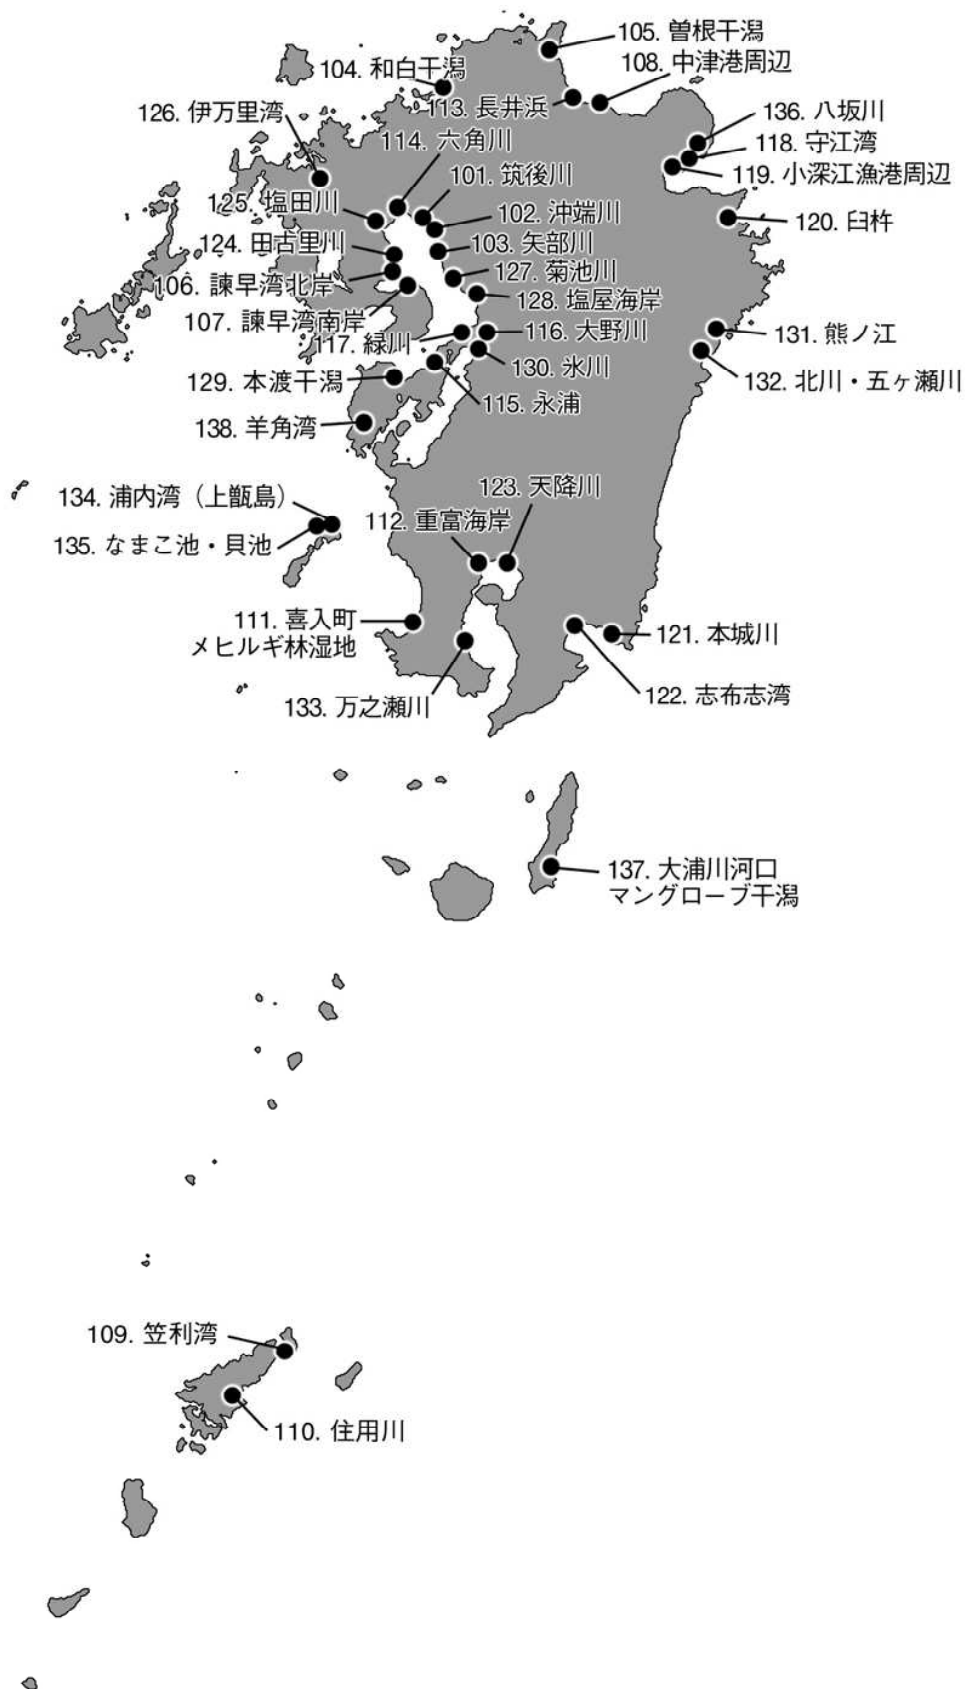 105. 曽根干潟
108. 中津港周辺
104. 和白干潟
113. 長井浜
126. 伊万里湾
136. 八坂川
114. 六角川
118. 守江湾
101. 筑後川
119. 小深江漁港周辺
125. 塩田川
102. 沖端川
120. 臼杵
124. 田古里川
103. 矢部川
127. 菊池川
106. 諫早湾北岸
128. 塩屋海岸
107. 諫早湾南岸
116. 大野川
131. 熊ノ江
117. 緑川
130. 氷川
129. 本渡干潟
132. 北川・五ヶ瀬川
115. 永浦
138. 羊角湾
123. 天降川
134. 浦内湾（上甑島）
112. 重富海岸
135. なまこ池・貝池
111. 喜入町
メヒルギ林湿地
121. 本城川
122. 志布志湾
133. 万之瀬川
137. 大浦川河口
マングローブ干潟
109. 笠利湾
110. 住用川